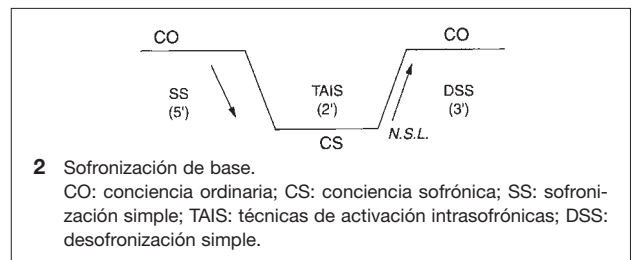 CO CO
SS TAIS DSS
(5') (2') (3')
CS N.S.L.
2 Sofronización de base.
CO: conciencia ordinaria; CS: conciencia sofrónica; SS: sofroni-
zación simple; TAIS: técnicas de activación intrasofrónicas; DSS:
desofronización simple.